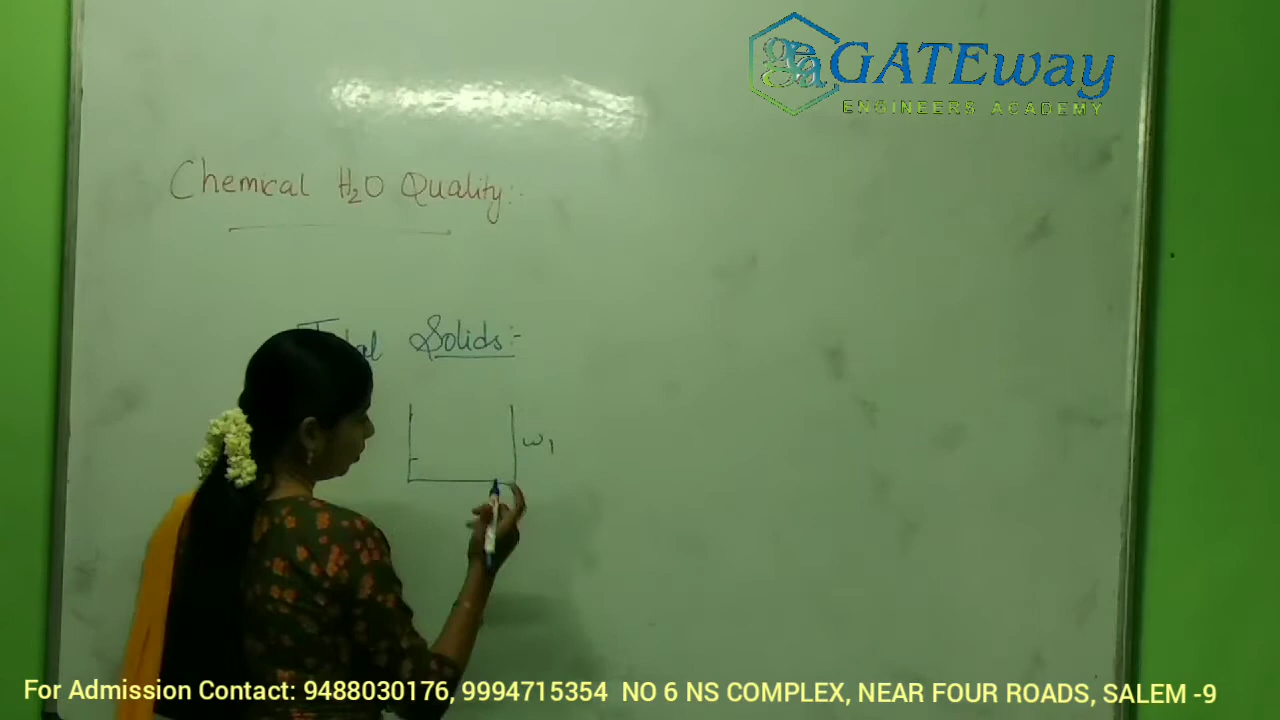 GATEway
ENGINEERS ACADEMY
Chemical H₂O Quality:-
Total Solids:-
W₁
For Admission Contact: 9488030176, 9994715354 NO 6 NS COMPLEX, NEAR FOUR ROADS, SALEM -9